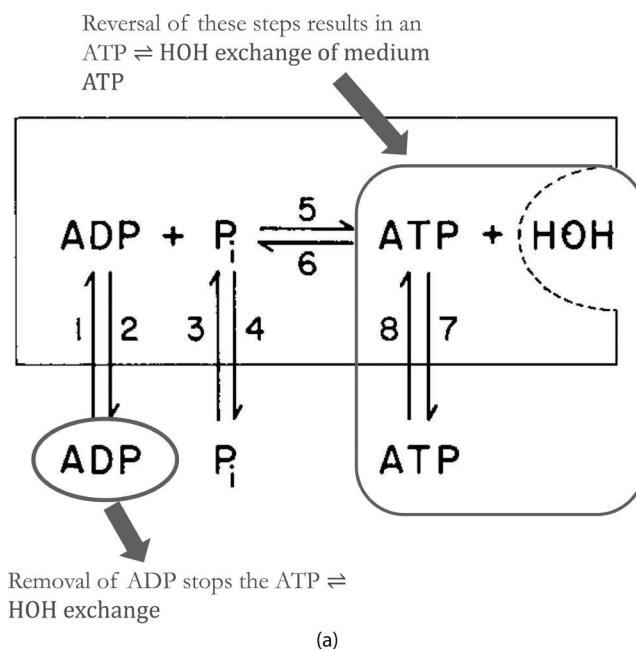 Reversal of these steps results in an
ATP ⇌ HOH exchange of medium
ATP
5
ADP + Pi ⇌ ATP + HOH
6
1 2 3 4 8 7
ADP Pi ATP
Removal of ADP stops the ATP ⇌
HOH exchange
(a)